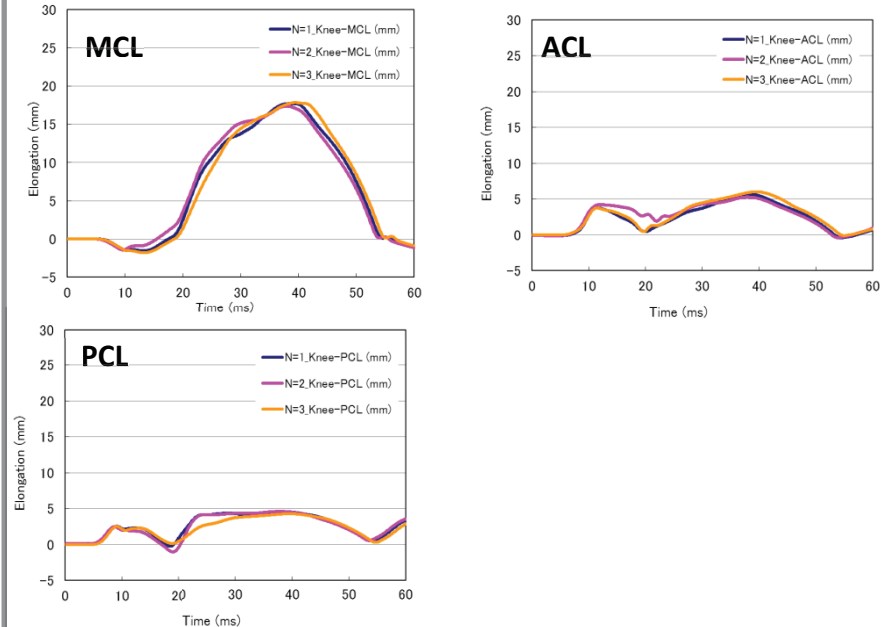 MCL
N=1_Knee-MCL (mm)
N=2_Knee-MCL (mm)
N=3_Knee-MCL (mm)
Elongation (mm)
30
25
20
15
10
5
0
-5
0 10 20 30 40 50 60
Time (ms)
ACL
N=1_Knee-ACL (mm)
N=2_Knee-ACL (mm)
N=3_Knee-ACL (mm)
Elongation (mm)
30
25
20
15
10
5
0
-5
0 10 20 30 40 50 60
Time (ms)
PCL
N=1_Knee-PCL (mm)
N=2_Knee-PCL (mm)
N=3_Knee-PCL (mm)
Elongation (mm)
30
25
20
15
10
5
0
-5
0 10 20 30 40 50 60
Time (ms)